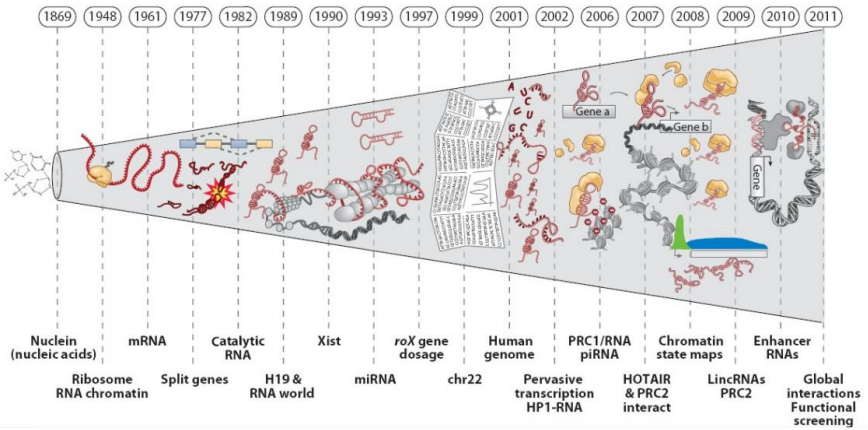 1869 1948 1961 1977 1982 1989 1990 1993 1997 1999 2001 2002 2006 2007 2008 2009 2010 2011
A
U
C
U
C
U
G
Gene a
Gene b
Gene
Nuclein
(nucleic acids)
Ribosome
RNA chromatin
mRNA
Split genes
Catalytic
RNA
H19 &
RNA world
Xist
miRNA
roX gene
dosage
chr22
Human
genome
Pervasive
transcription
HP1-RNA
PRC1/RNA
piRNA
HOTAIR
& PRC2
interact
Chromatin
state maps
LincRNAs
PRC2
Enhancer
RNAs
Global
interactions
Functional
screening